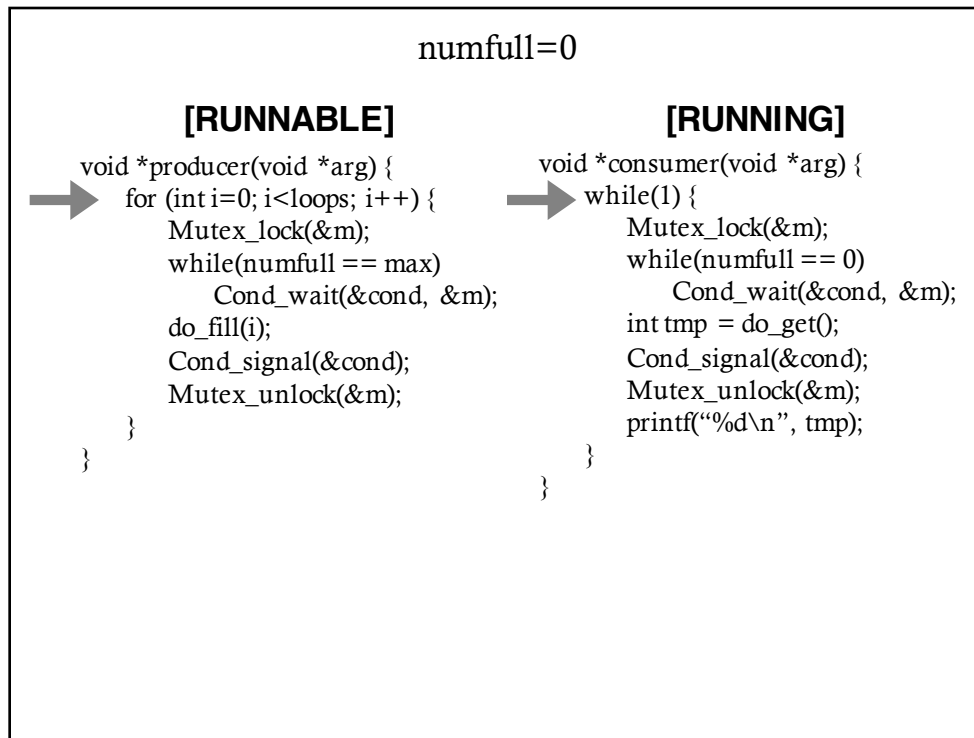 numfull=0
[RUNNABLE]
void *producer(void *arg) {
for (int i=0; i<loops; i++) {
Mutex_lock(&m);
while(numfull == max)
Cond_wait(&cond, &m);
do_fill(i);
Cond_signal(&cond);
Mutex_unlock(&m);
}
}
[RUNNING]
void *consumer(void *arg) {
while(1) {
Mutex_lock(&m);
while(numfull == 0)
Cond_wait(&cond, &m);
int tmp = do_get();
Cond_signal(&cond);
Mutex_unlock(&m);
printf(“%d\n”, tmp);
}
}